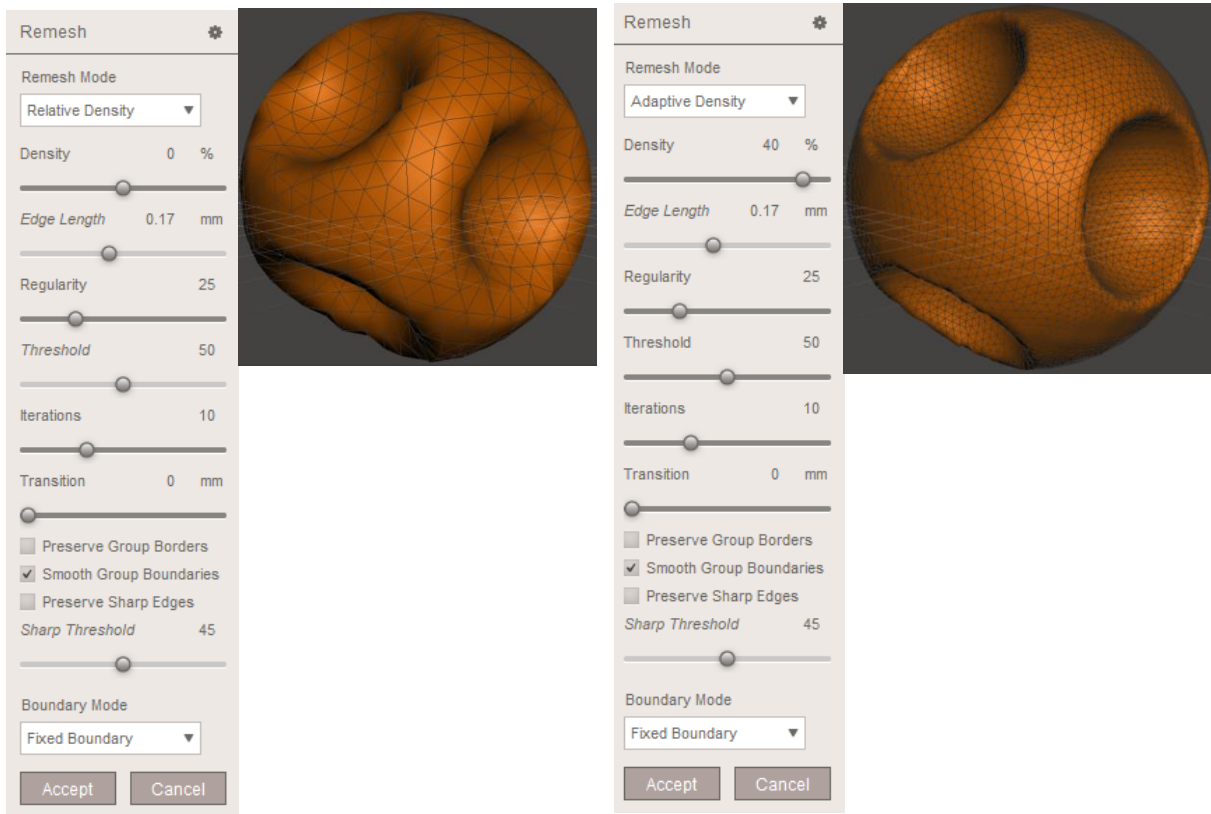 Remesh
Remesh Mode
Relative Density
Density 0 %
Edge Length 0.17 mm
Regularity 25
Threshold 50
Iterations 10
Transition 0 mm
Preserve Group Borders
Smooth Group Boundaries
Preserve Sharp Edges
Sharp Threshold 45
Boundary Mode
Fixed Boundary
Accept Cancel
Remesh
Remesh Mode
Adaptive Density
Density 40 %
Edge Length 0.17 mm
Regularity 25
Threshold 50
Iterations 10
Transition 0 mm
Preserve Group Borders
Smooth Group Boundaries
Preserve Sharp Edges
Sharp Threshold 45
Boundary Mode
Fixed Boundary
Accept Cancel